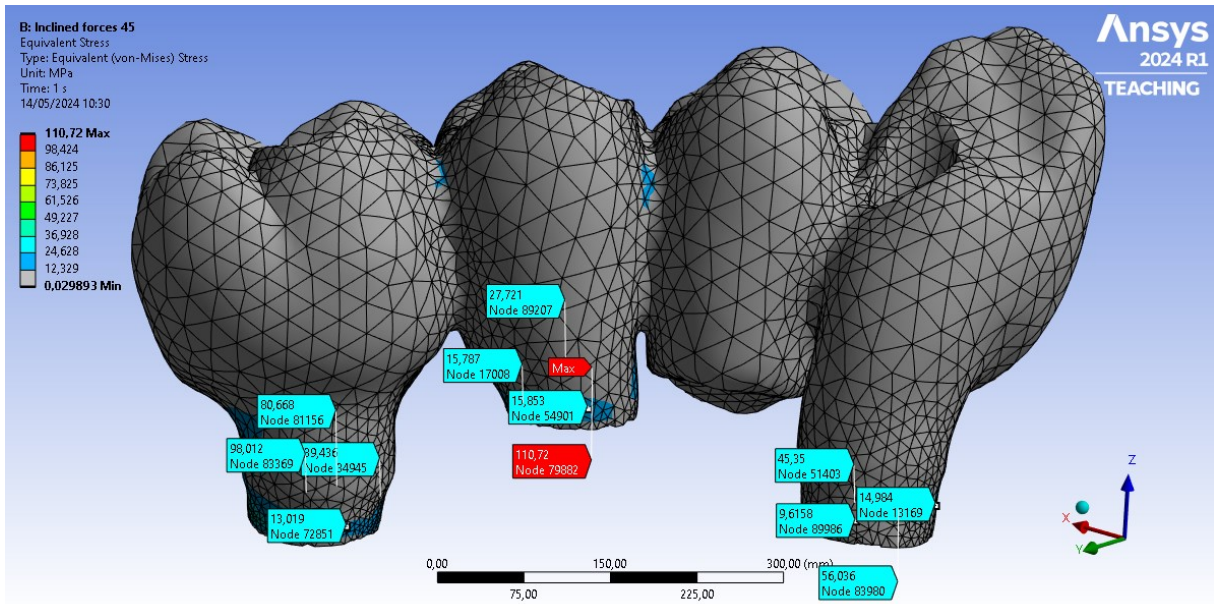 B: Inclined forces 45
Equivalent Stress
Type: Equivalent (von-Mises) Stress
Unit: MPa
Time: 1 s
14/05/2024 10:30
110,72 Max
98,424
86,125
73,825
61,526
49,227
36,928
24,628
12,329
0,029893 Min
Ansys
2024 R1
TEACHING
27,721
Node 89207
15,787
Node 17008
Max
15,853
Node 54901
110,72
Node 79882
80,668
Node 81156
98,012
Node 83369
39,436
Node 34945
13,019
Node 72851
45,35
Node 51403
14,984
Node 13169
9,6158
Node 89986
56,036
Node 83980
0,00
150,00
300,00 (mm)
75,00
225,00
Z
X
Y